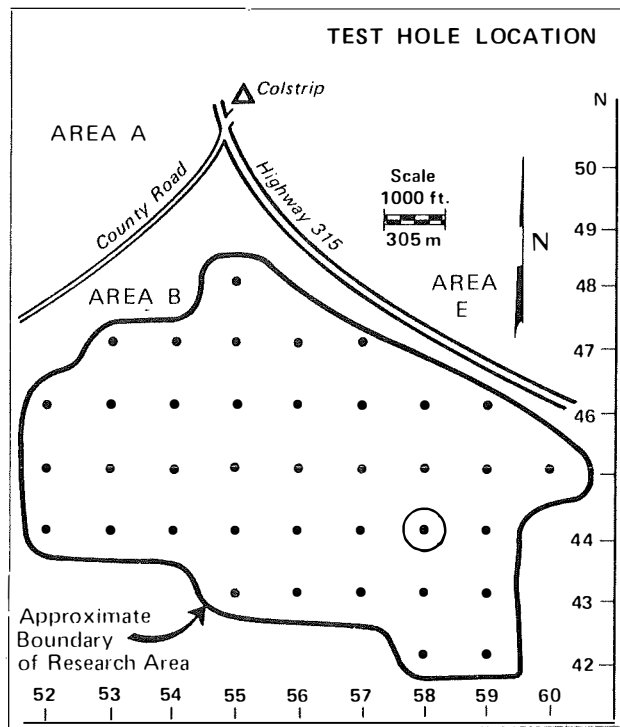 TEST HOLE LOCATION
Colstrip
N
AREA A
County Road
Highway 315
Scale
1000 ft.
305 m
N
AREA B
AREA
E
50
49
48
47
46
45
44
43
42
Approximate
Boundary
of Research Area
52 53 54 55 56 57 58 59 60